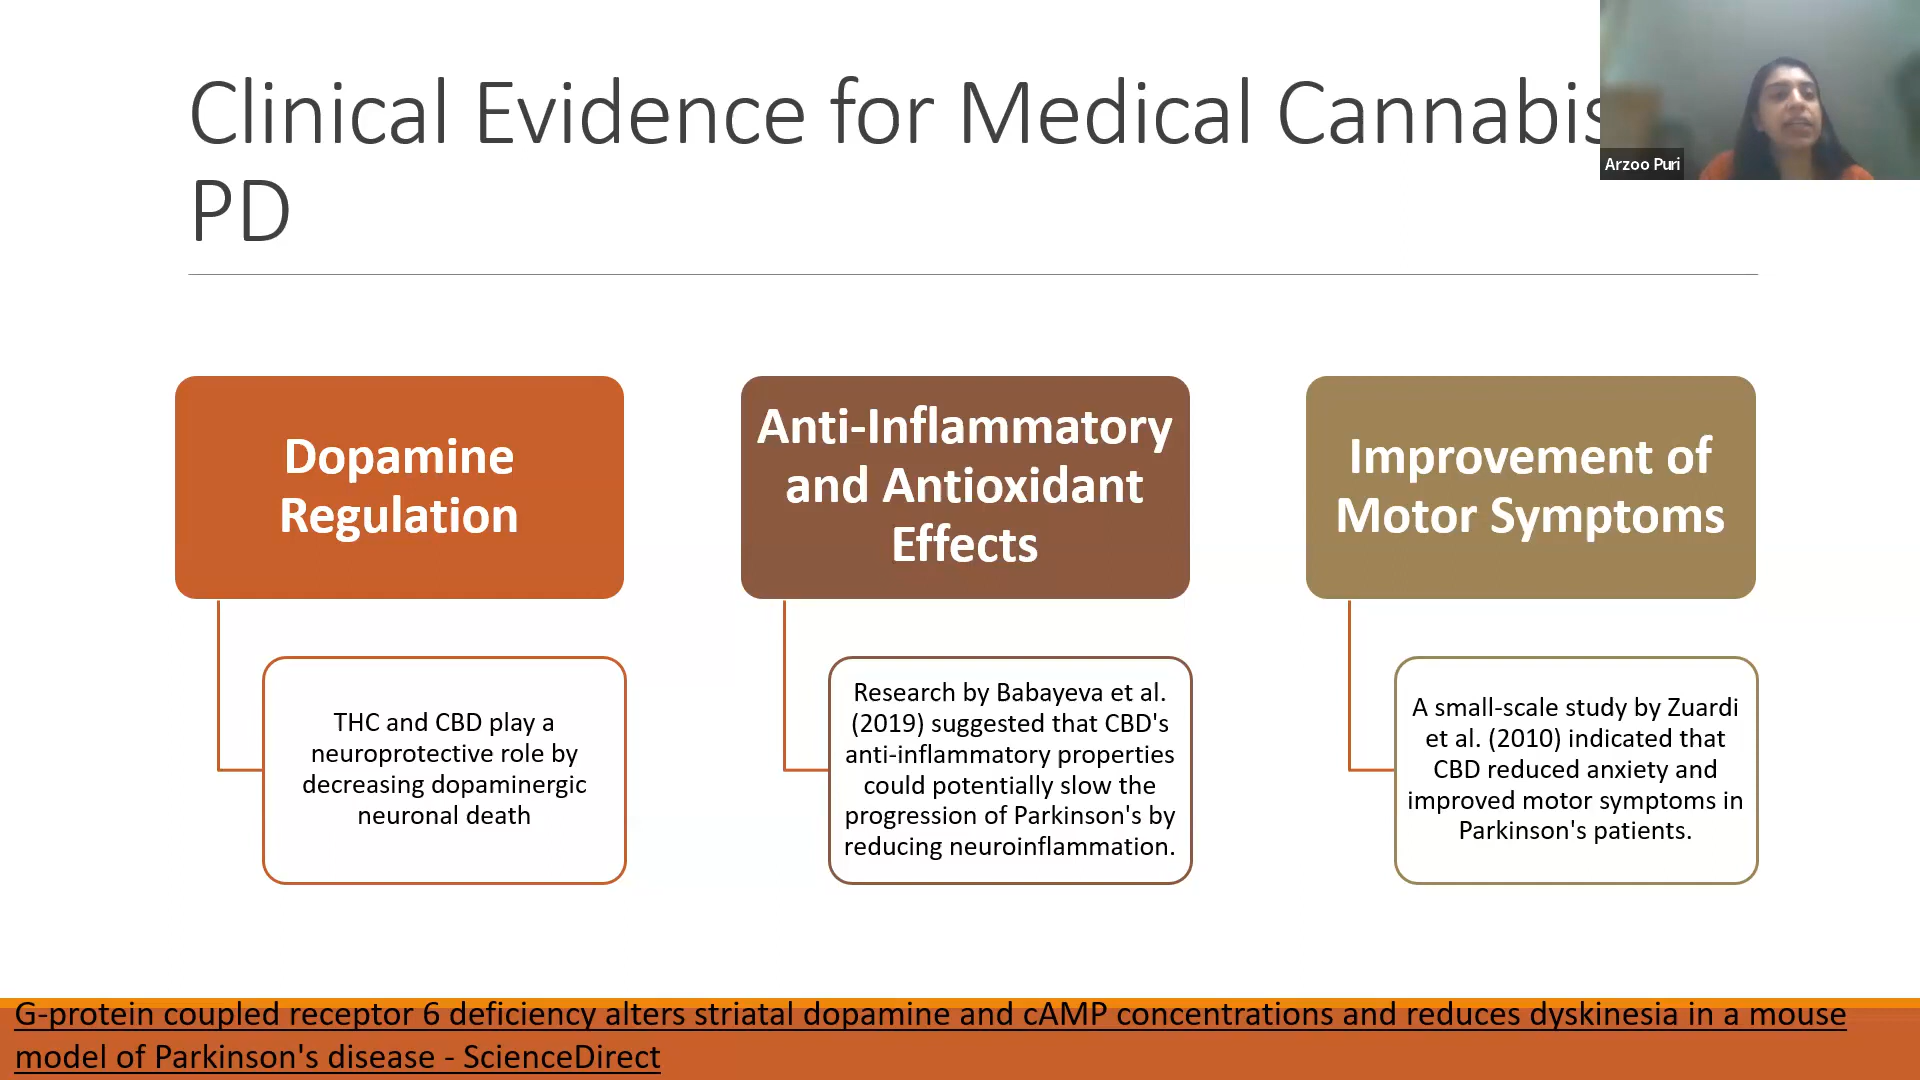 Clinical Evidence for Medical Cannabis
PD
Arzoo Puri
Dopamine
Regulation
THC and CBD play a
neuroprotective role by
decreasing dopaminergic
neuronal death
Anti-Inflammatory
and Antioxidant
Effects
Research by Babayeva et al.
(2019) suggested that CBD's
anti-inflammatory properties
could potentially slow the
progression of Parkinson's by
reducing neuroinflammation.
Improvement of
Motor Symptoms
A small-scale study by Zuardi
et al. (2010) indicated that
CBD reduced anxiety and
improved motor symptoms in
Parkinson's patients.
G-protein coupled receptor 6 deficiency alters striatal dopamine and cAMP concentrations and reduces dyskinesia in a mouse
model of Parkinson's disease - ScienceDirect